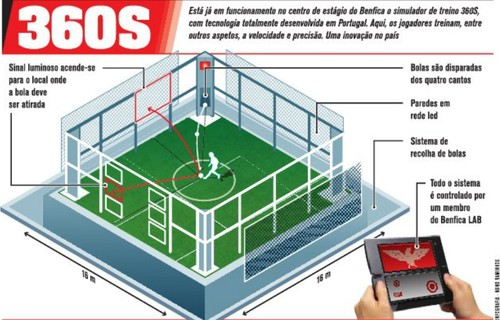 360S
Está já em funcionamento no centro de estágio do Benfica o simulador de treino 360S,
com tecnologia totalmente desenvolvida em Portugal. Aqui, os jogadores treinam, entre
outros aspetos, a velocidade e precisão. Uma inovação no país
Sinal luminoso acende-se
para o local onde
a bola deve
ser atirada
Bolas são disparadas
dos quatro cantos
Paredes em
rede led
Sistema de
recolha de bolas
Todo o sistema
é controlado por
um membro
do Benfica LAB
16 m
16 m